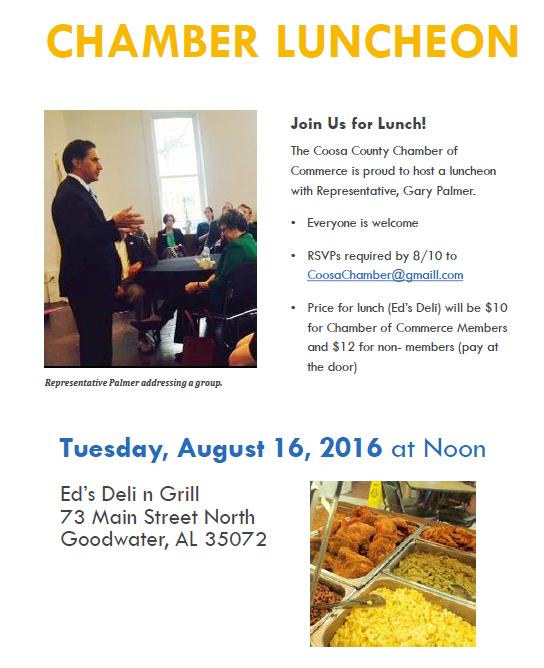 CHAMBER LUNCHEON
Join Us for Lunch!
The Coosa County Chamber of
Commerce is proud to host a luncheon
with Representative, Gary Palmer.
• Everyone is welcome
• RSVPs required by 8/10 to
CoosaChamber@gmaill.com
• Price for lunch (Ed's Deli) will be $10
for Chamber of Commerce Members
and $12 for non- members (pay at
the door)
Representative Palmer addressing a group.
Tuesday, August 16, 2016 at Noon
Ed's Deli n Grill
73 Main Street North
Goodwater, AL 35072